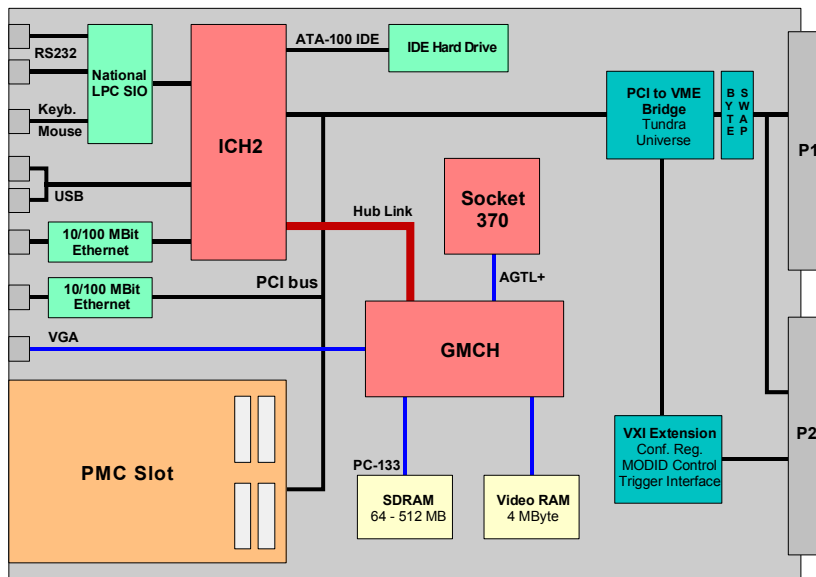 RS232
National
LPC SIO
Keyb.
Mouse
USB
10/100 MBit
Ethernet
10/100 MBit
Ethernet
VGA
ICH2
ATA-100 IDE
IDE Hard Drive
PCI to VME
Bridge
Tundra
Universe
BYTE
SWAP
P1
Socket
370
Hub Link
AGTL+
PCI bus
GMCH
PMC Slot
PC-133
SDRAM
64 - 512 MB
Video RAM
4 MByte
VXI Extension
Conf. Reg.
MODID Control
Trigger Interface
P2